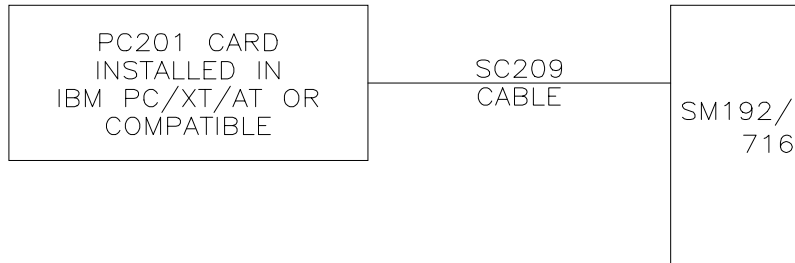 PC201 CARD
INSTALLED IN
IBM PC/XT/AT OR
COMPATIBLE
SC209
CABLE
SM192/
716